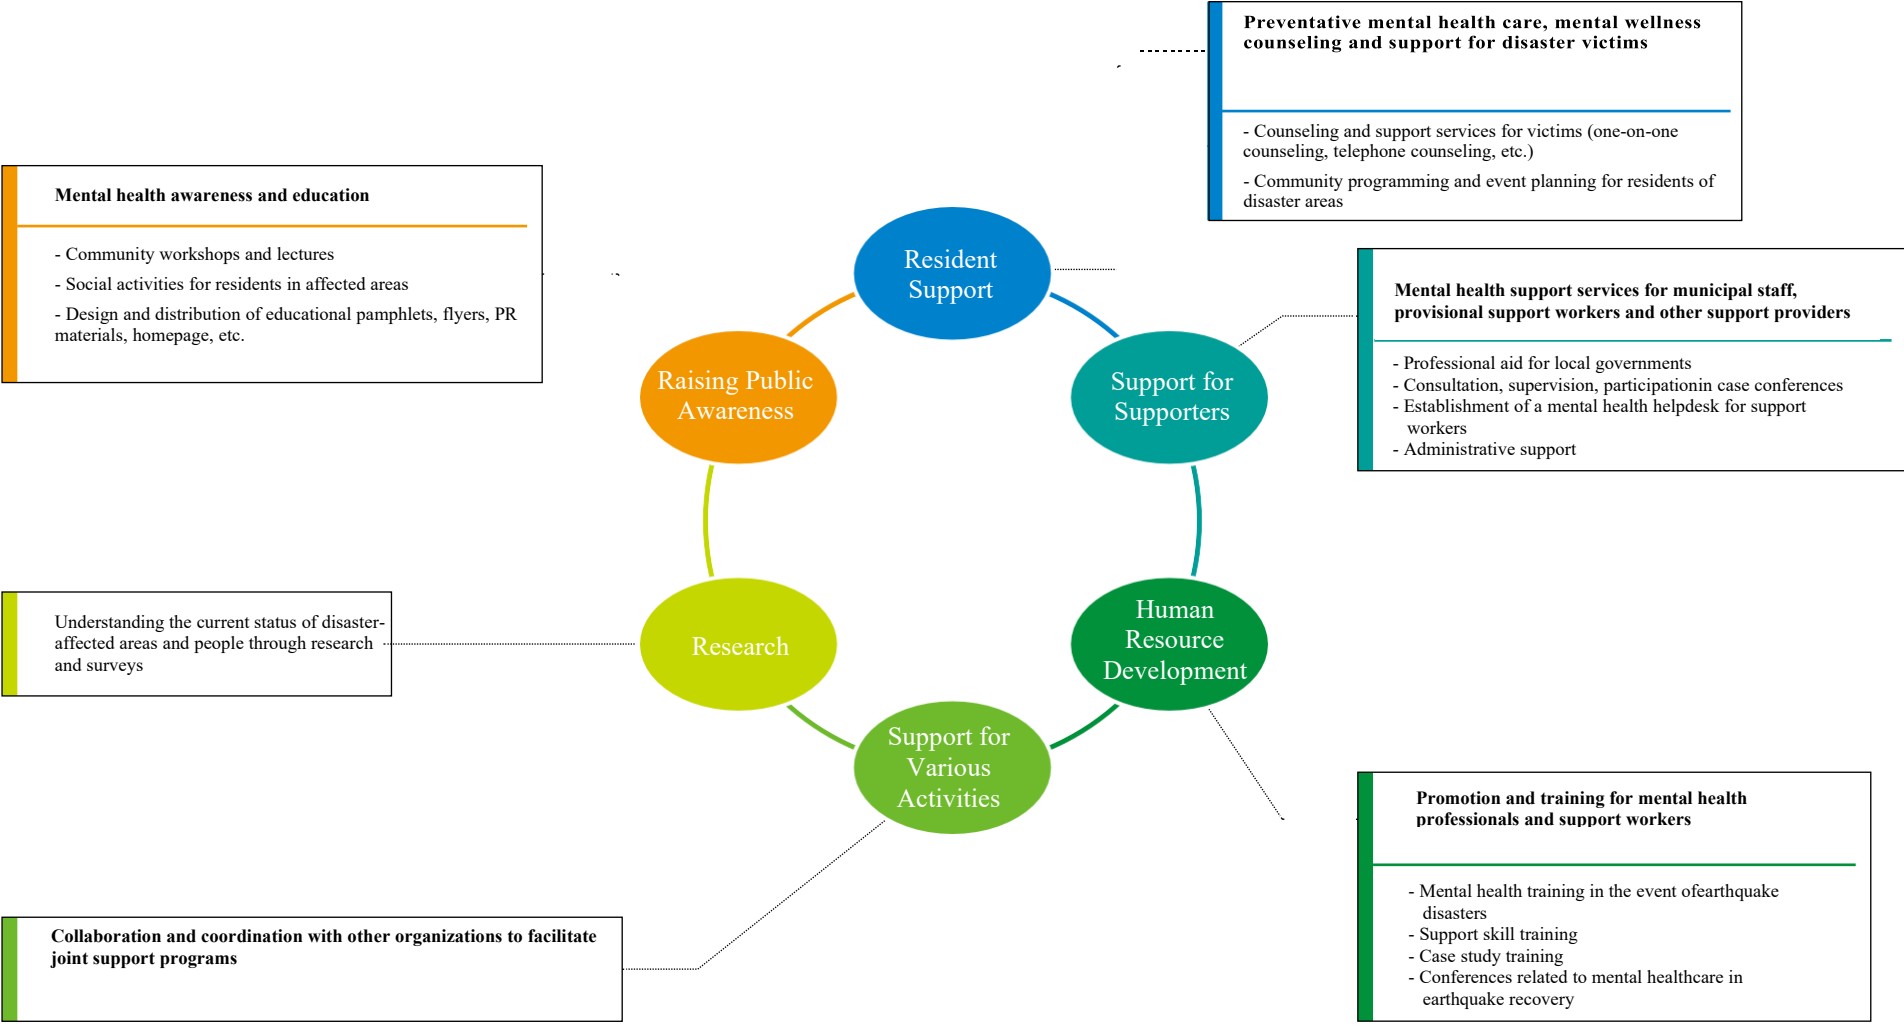 Preventative mental health care, mental wellness
counseling and support for disaster victims
- Counseling and support services for victims (one-on-one
counseling, telephone counseling, etc.)
- Community programming and event planning for residents of
disaster areas
Mental health awareness and education
- Community workshops and lectures
- Social activities for residents in affected areas
- Design and distribution of educational pamphlets, flyers, PR
materials, homepage, etc.
Resident
Support
Mental health support services for municipal staff,
provisional support workers and other support providers
- Professional aid for local governments
- Consultation, supervision, participationin case conferences
- Establishment of a mental health helpdesk for support
workers
- Administrative support
Raising Public
Awareness
Support for
Supporters
Understanding the current status of disaster-
affected areas and people through research
and surveys
Research
Human
Resource
Development
Support for
Various
Activities
Promotion and training for mental health
professionals and support workers
- Mental health training in the event ofearthquake
disasters
- Support skill training
- Case study training
- Conferences related to mental healthcare in
earthquake recovery
Collaboration and coordination with other organizations to facilitate
joint support programs